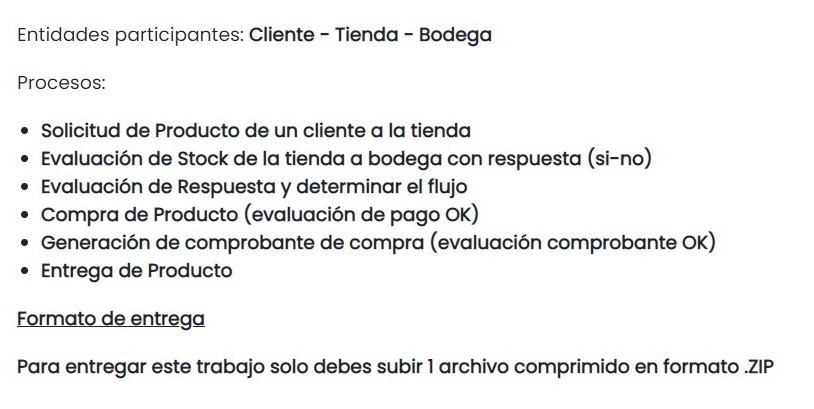 Entidades participantes: Cliente - Tienda - Bodega
Procesos:
• Solicitud de Producto de un cliente a la tienda
• Evaluación de Stock de la tienda a bodega con respuesta (si-no)
• Evaluación de Respuesta y determinar el flujo
• Compra de Producto (evaluación de pago OK)
• Generación de comprobante de compra (evaluación comprobante OK)
• Entrega de Producto
Formato de entrega
Para entregar este trabajo solo debes subir 1 archivo comprimido en formato .ZIP